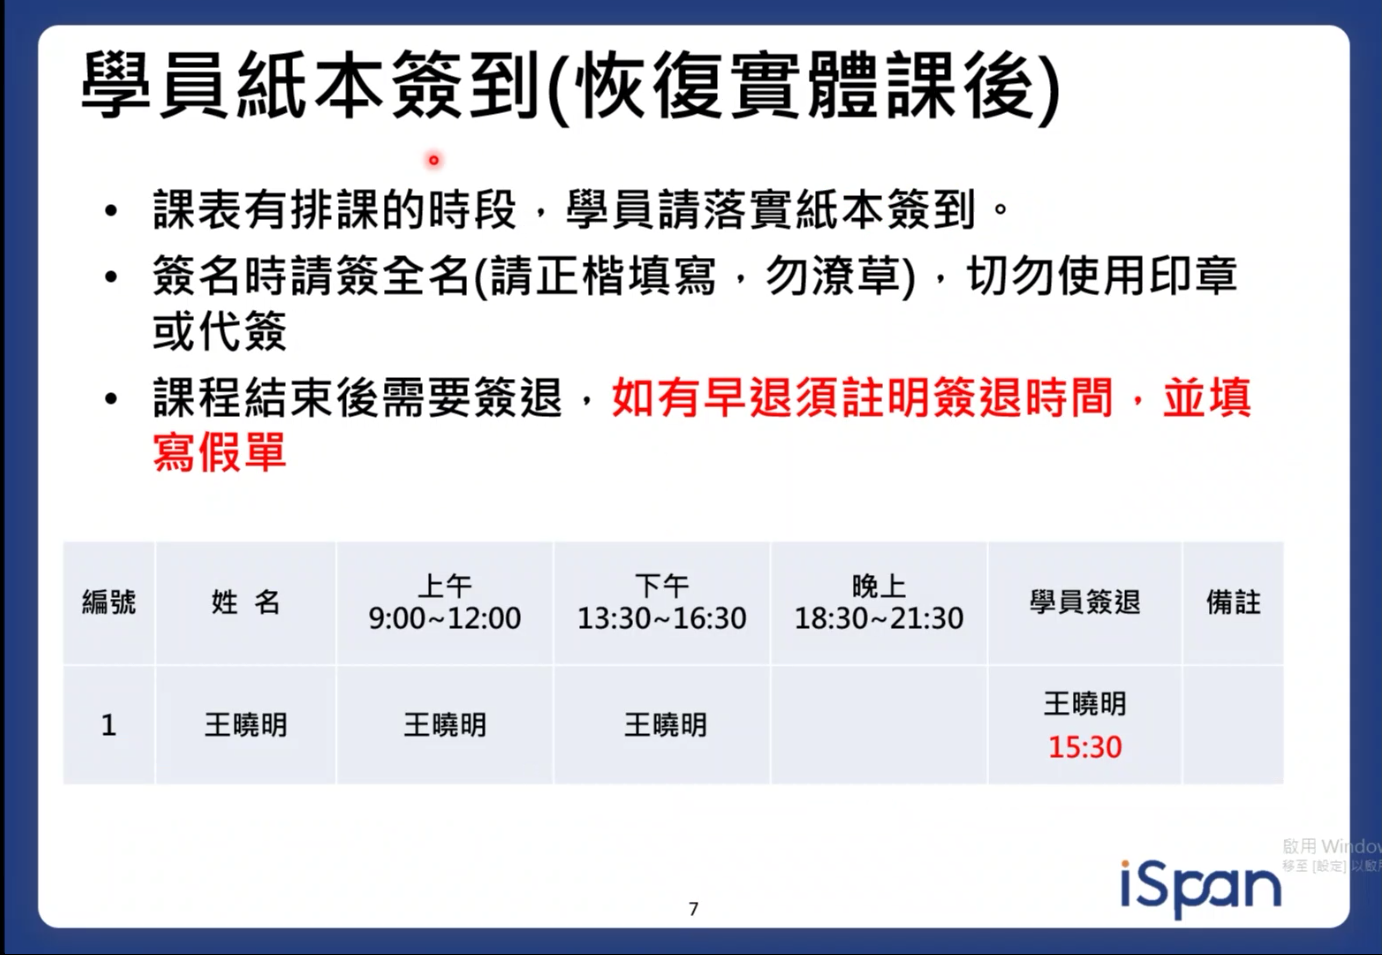 學員紙本簽到(恢復實體課後)
• 課表有排課的時段，學員請落實紙本簽到。
• 簽名時請簽全名(請正楷填寫，勿潦草)，切勿使用印章
或代簽
• 課程結束後需要簽退，如有早退須註明簽退時間，並填
寫假單
編號 姓 名 上午 下午 晚上 學員簽退 備註
9:00~12:00 13:30~16:30 18:30~21:30
1 王曉明 王曉明 王曉明 王曉明
15:30
啟用 Window
移至 [設定] 以啟用
iSpan
7